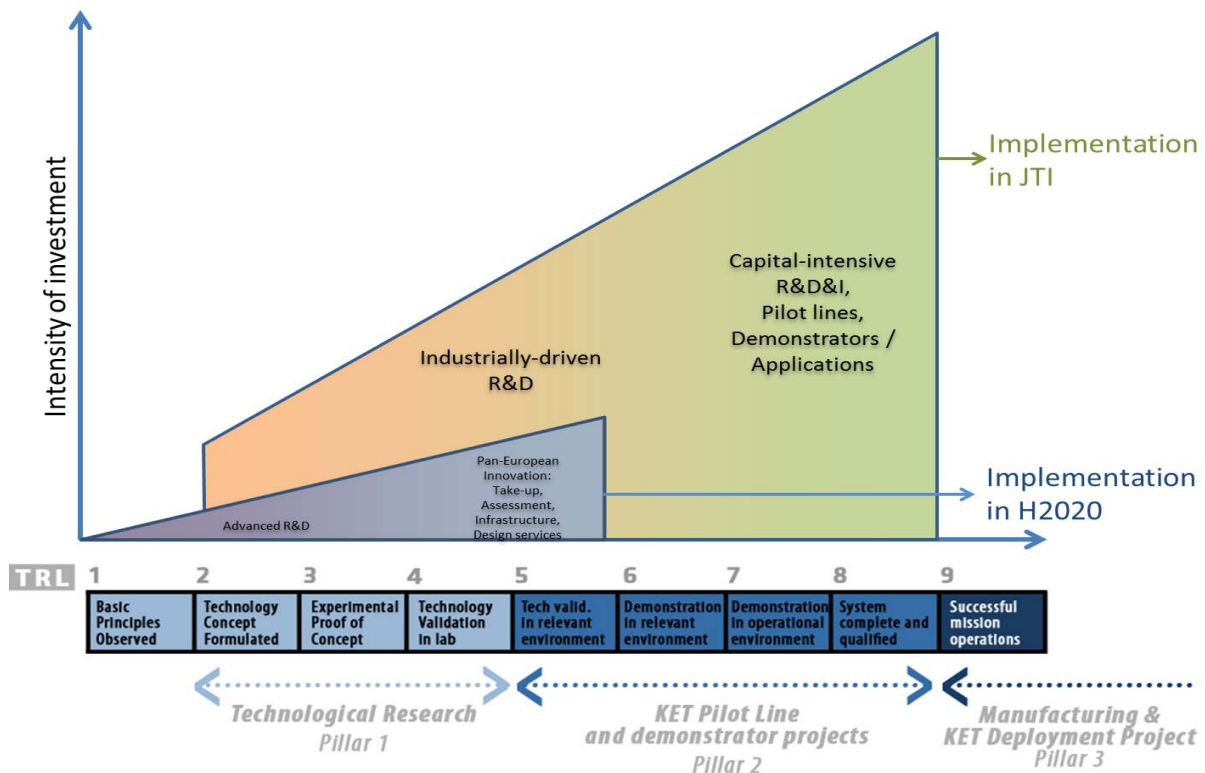 Intensity of investment
Implementation
in JTI
Capital-intensive
R&D&I,
Pilot lines,
Demonstrators /
Applications
Industrially-driven
R&D
Pan-European
Innovation:
Take-up,
Assessment,
Infrastructure,
Design services
Advanced R&D
Implementation
in H2020
TRL 1 2 3 4 5 6 7 8 9
Basic
Principles
Observed
Technology
Concept
Formulated
Experimental
Proof of
Concept
Technology
Validation
in lab
Tech valid.
in relevant
environment
Demonstration
in relevant
environment
Demonstration
in operational
environment
System
complete and
qualified
Successful
mission
operations
Technological Research
Pillar 1
KET Pilot Line
and demonstrator projects
Pillar 2
Manufacturing &
KET Deployment Project
Pillar 3